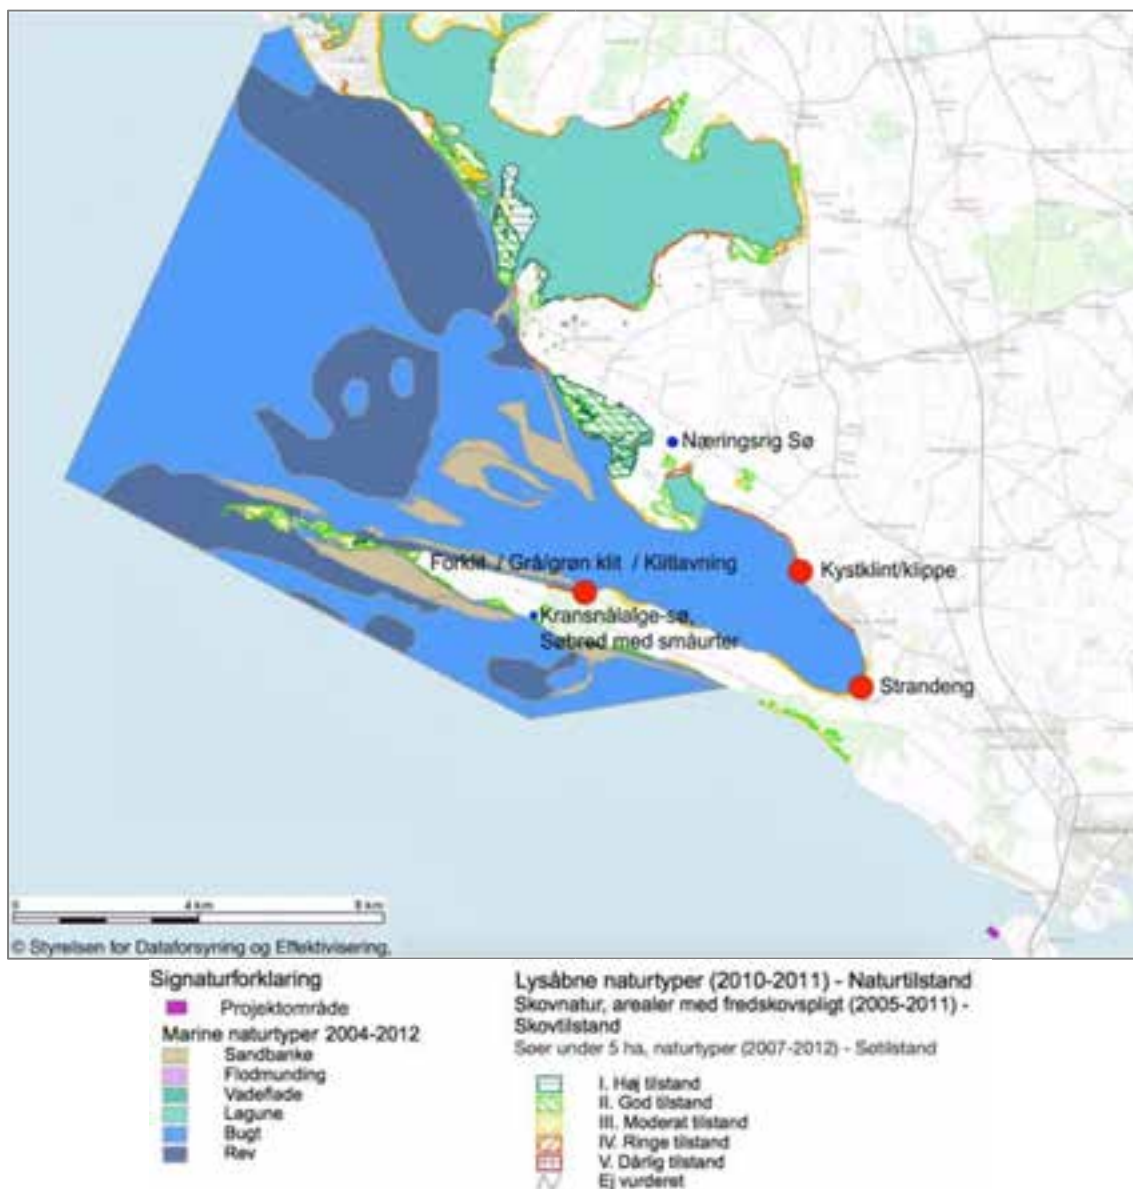 Næringsrig Sø
Kystklint/klippe
Forklit / Grå/grøn klit / Klitlavning
Kransnålalge-sø,
Søbred med småurter
Strandeng
0 4 km 8 km
© Styrelsen for Dataforsyning og Effektivisering,
Signaturforklaring
Projektområde
Marine naturtyper 2004-2012
Sandbanke
Flodmunding
Vadeflade
Lagune
Bugt
Rev
Lysåbne naturtyper (2010-2011) - Naturtilstand
Skovnatur, arealer med fredskovspligt (2005-2011) -
Skovtilstand
Søer under 5 ha, naturtyper (2007-2012) - Søtilstand
I. Høj tilstand
II. God tilstand
III. Moderat tilstand
IV. Ringe tilstand
V. Dårlig tilstand
Ej vurderet